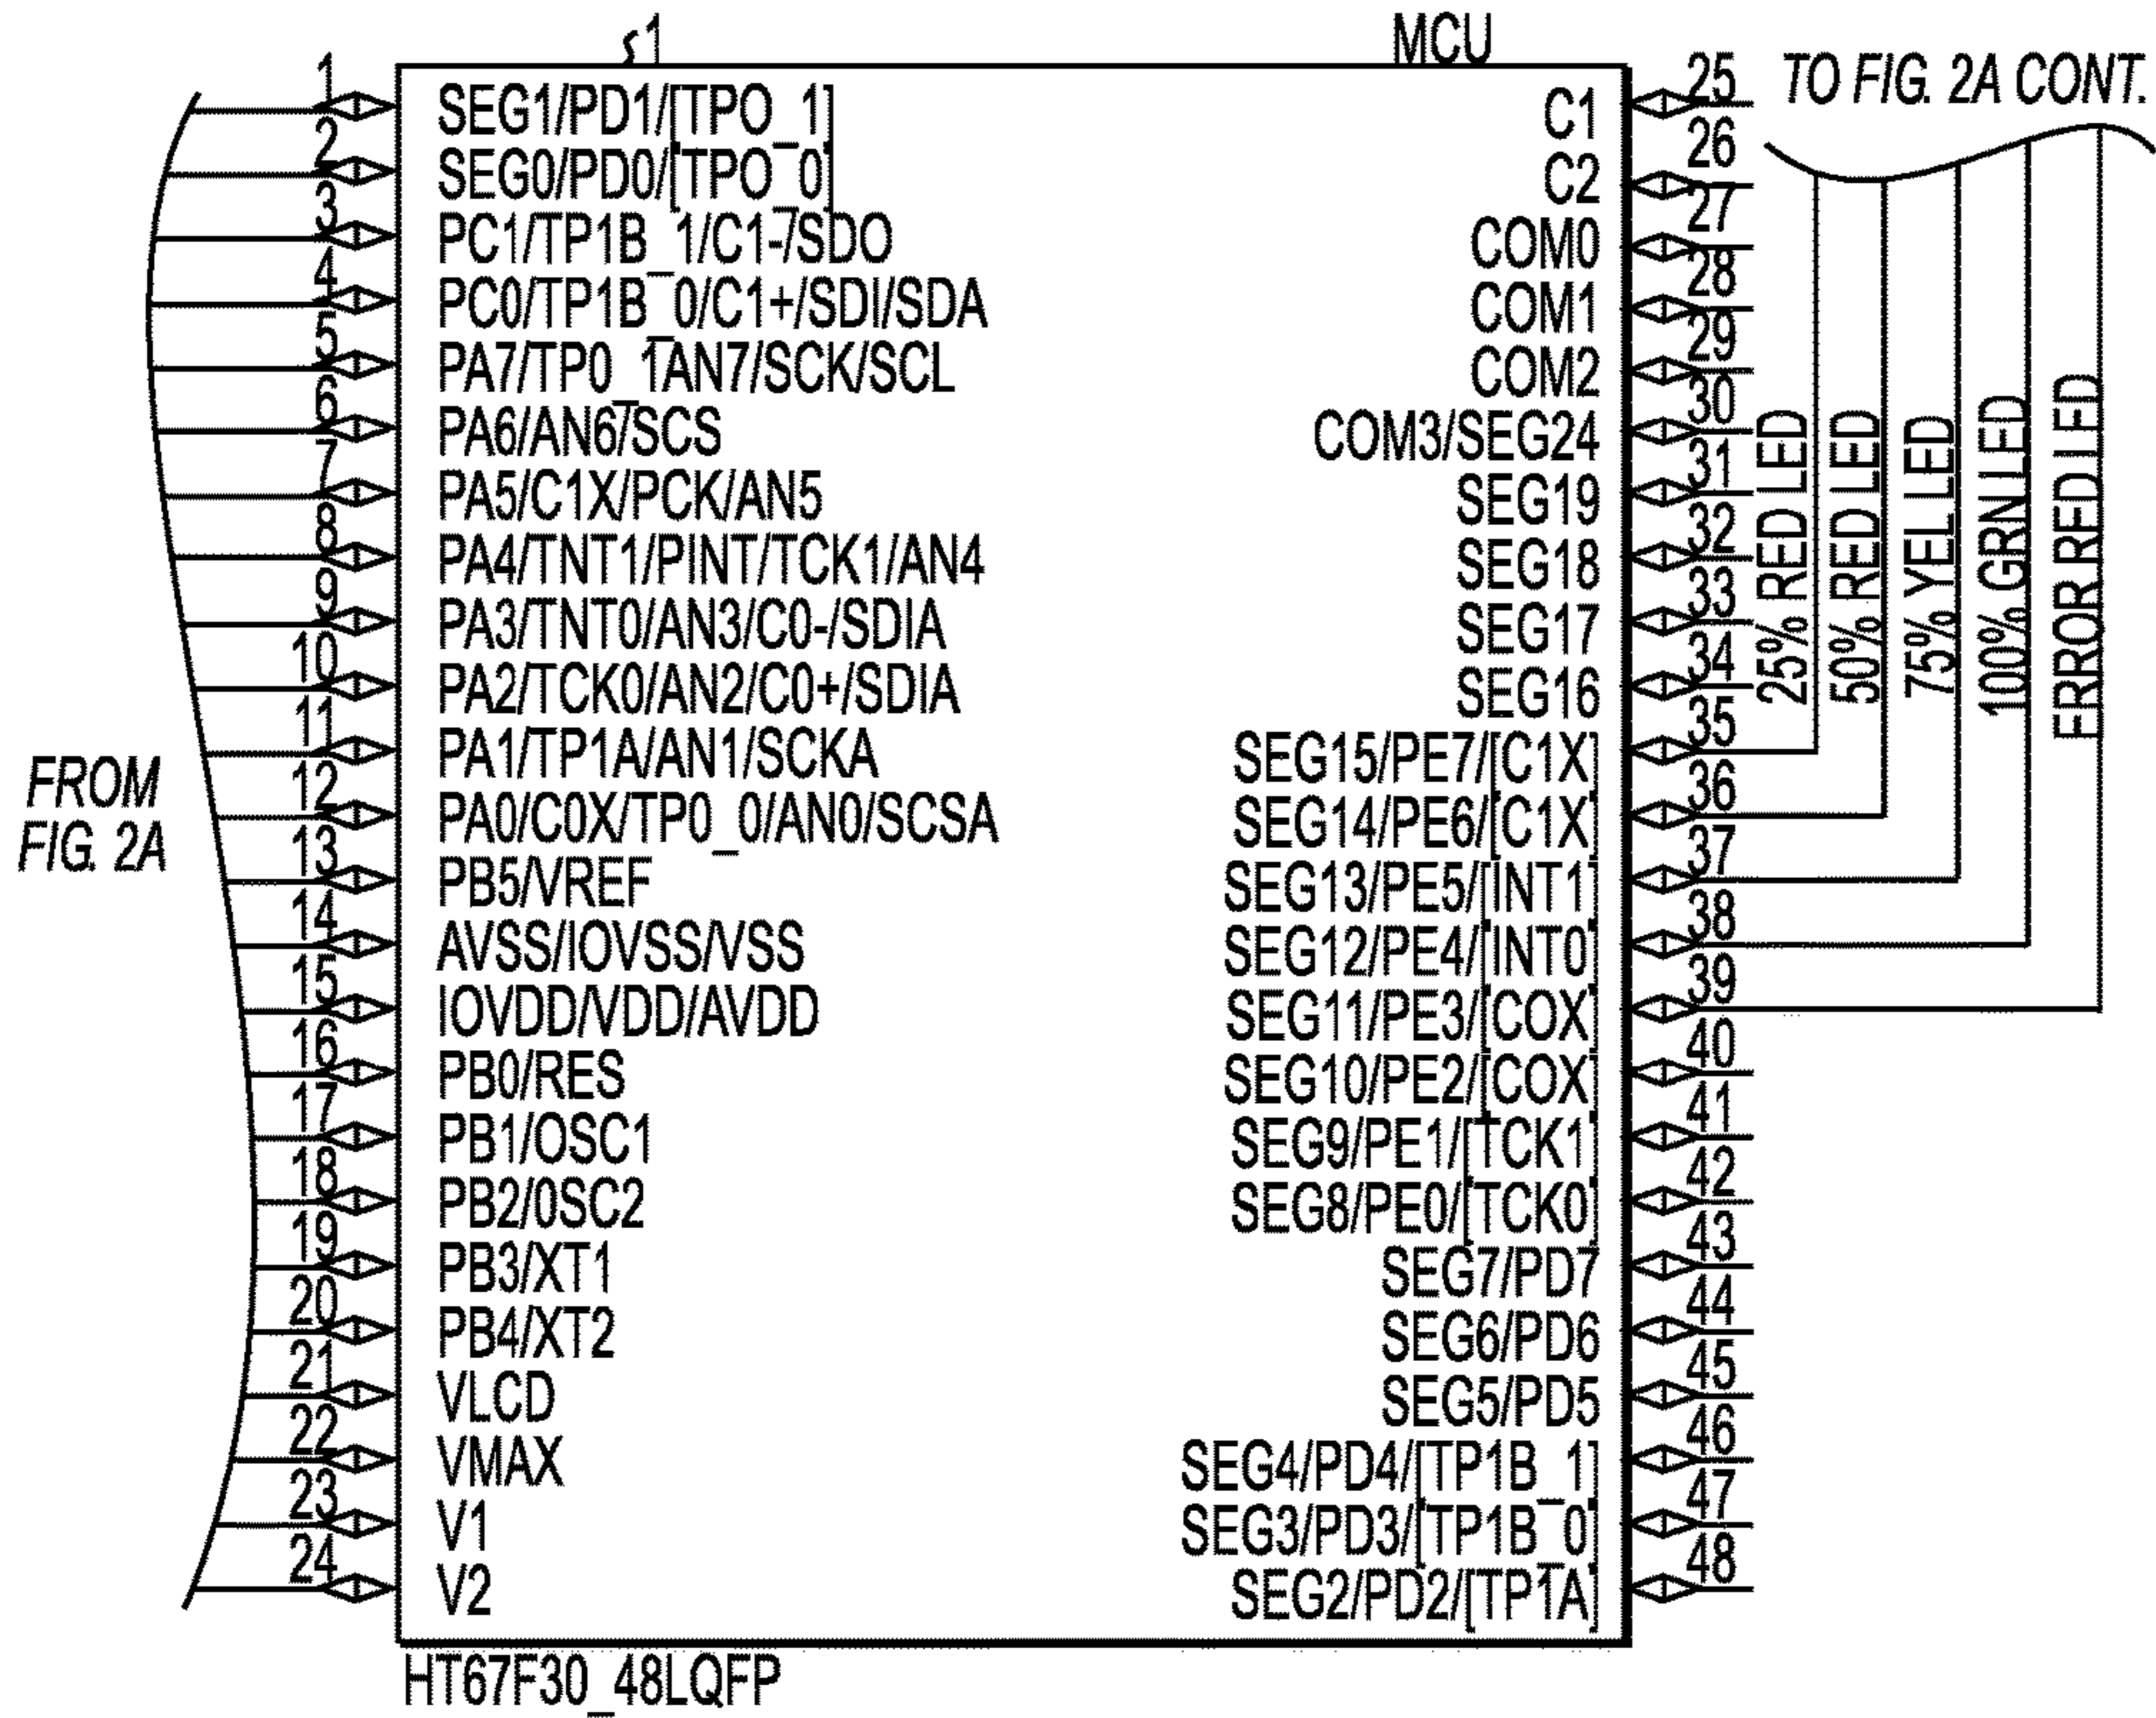 1
MCU
TO FIG. 2A CONT.
FROM
FIG. 2A
1 SEG1/PD1/[TPO_1]
2 SEG0/PD0/[TPO_0]
3 PC1/TP1B_1/C1-/SDO
4 PC0/TP1B_0/C1+/SDI/SDA
5 PA7/TP0_1AN7/SCK/SCL
6 PA6/AN6/SCS
7 PA5/C1X/PCK/AN5
8 PA4/TNT1/PINT/TCK1/AN4
9 PA3/TNT0/AN3/C0-/SDIA
10 PA2/TCK0/AN2/C0+/SDIA
11 PA1/TP1A/AN1/SCKA
12 PA0/C0X/TP0_0/AN0/SCSA
13 PB5/VREF
14 AVSS/IOVSS/VSS
15 IOVDD/VDD/AVDD
16 PB0/RES
17 PB1/OSC1
18 PB2/0SC2
19 PB3/XT1
20 PB4/XT2
21 VLCD
22 VMAX
23 V1
24 V2
C1 25
C2 26
COM0 27
COM1 28
COM2 29
COM3/SEG24 30
SEG19 31
SEG18 32
SEG17 33
SEG16 34
SEG15/PE7/[C1X] 35
SEG14/PE6/[C1X] 36
SEG13/PE5/[INT1] 37
SEG12/PE4/[INT0] 38
SEG11/PE3/[COX] 39
SEG10/PE2/[COX] 40
SEG9/PE1/[TCK1] 41
SEG8/PE0/[TCK0] 42
SEG7/PD7 43
SEG6/PD6 44
SEG5/PD5 45
SEG4/PD4/[TP1B_1] 46
SEG3/PD3/[TP1B_0] 47
SEG2/PD2/[TP1A] 48
25% RED LED
50% RED LED
75% YEL LED
100% GRN LED
ERROR RED LED
HT67F30_48LQFP